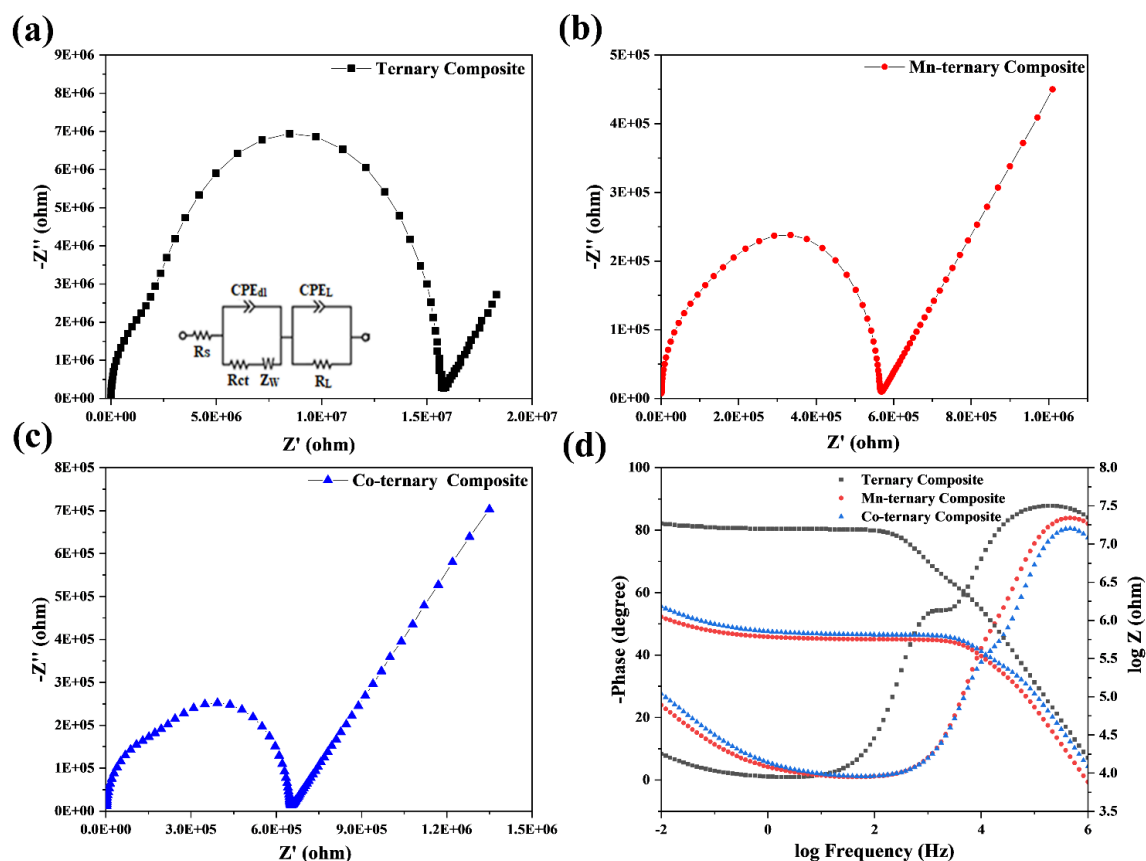 (a)
Ternary Composite
9E+06
8E+06
7E+06
6E+06
5E+06
4E+06
3E+06
2E+06
1E+06
0E+00
-Z'' (ohm)
CPEdl
CPEL
Rs
Rct
ZW
RL
0.0E+00
5.0E+06
1.0E+07
1.5E+07
2.0E+07
Z' (ohm)
(b)
Mn-ternary Composite
5E+05
4E+05
3E+05
2E+05
1E+05
0E+00
-Z'' (ohm)
0.0E+00
2.0E+05
4.0E+05
6.0E+05
8.0E+05
1.0E+06
Z' (ohm)
(c)
Co-ternary Composite
8E+05
7E+05
6E+05
5E+05
4E+05
3E+05
2E+05
1E+05
0E+00
-Z'' (ohm)
0.0E+00
3.0E+05
6.0E+05
9.0E+05
1.2E+06
1.5E+06
Z' (ohm)
(d)
Ternary Composite
Mn-ternary Composite
Co-ternary Composite
100
80
60
40
20
0
-Phase (degree)
8.0
7.5
7.0
6.5
6.0
5.5
5.0
4.5
4.0
3.5
log Z (ohm)
-2
0
2
4
6
log Frequency (Hz)